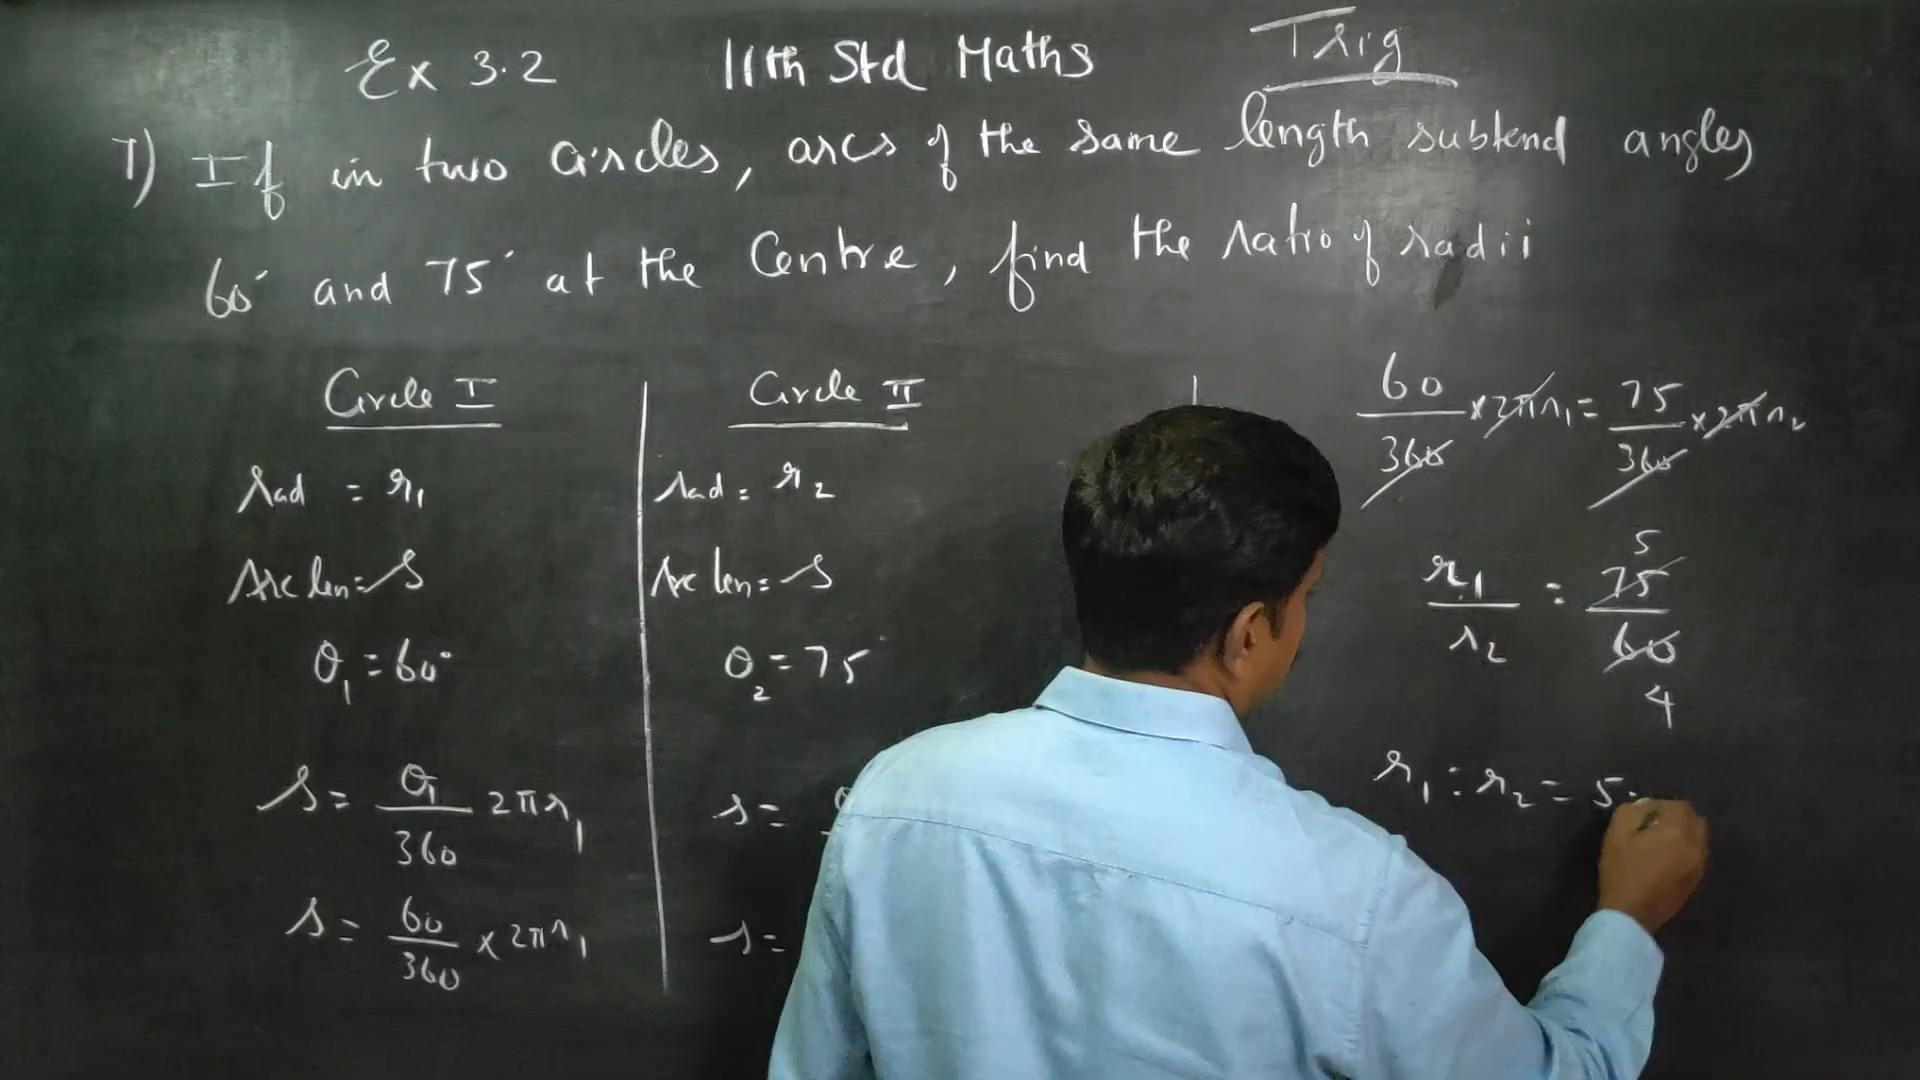 Ex 3.2 11th Std Maths Trig
7) If in two circles, arcs of the same length subtend angles
60° and 75° at the Centre, find the ratio of radii
Circle I
rad = r₁
Arc len = s
θ₁ = 60°
s = θ₁/360 2πr₁
s = 60/360 × 2πr₁
Circle II
rad = r₂
Arc len = s
θ₂ = 75°
s =
s =
60/360 × 2πr₁ = 75/360 × 2πr₂
5
r₁/r₂ = 75/60
4
r₁ : r₂ = 5: